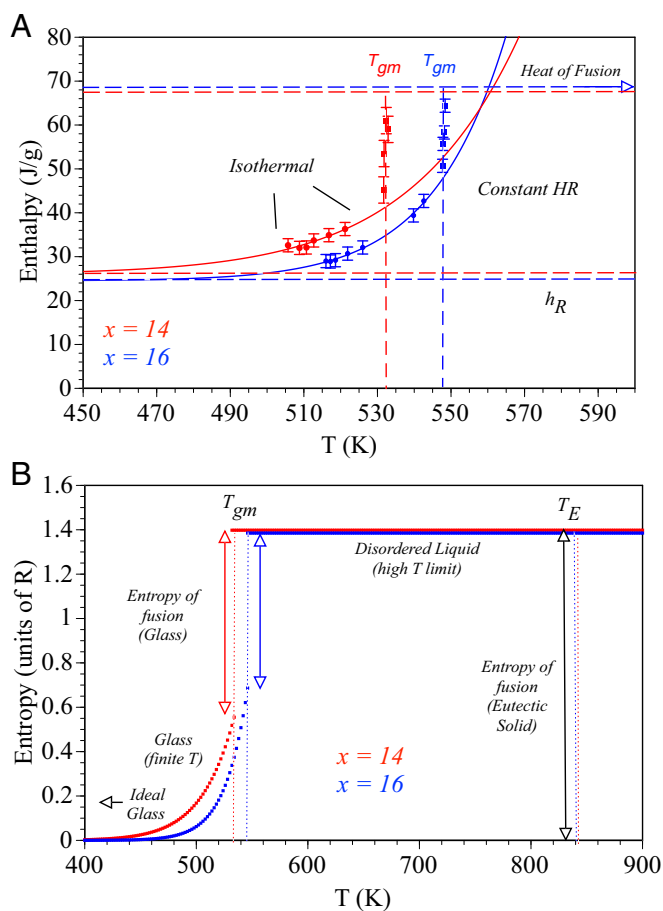 A
80
70
60
50
40
30
20
10
0
Enthalpy (J/g)
T_gm
T_gm
Heat of Fusion
Isothermal
Constant HR
h_R
x = 14
x = 16
450
470
490
510
530
550
570
590
T (K)
B
1.6
1.4
1.2
1
0.8
0.6
0.4
0.2
0
Entropy (units of R)
T_gm
T_E
Disordered Liquid
(high T limit)
Entropy of
fusion
(Glass)
Entropy of
fusion
(Eutectic
Solid)
Glass
(finite T)
Ideal
Glass
x = 14
x = 16
400
500
600
700
800
900
T (K)